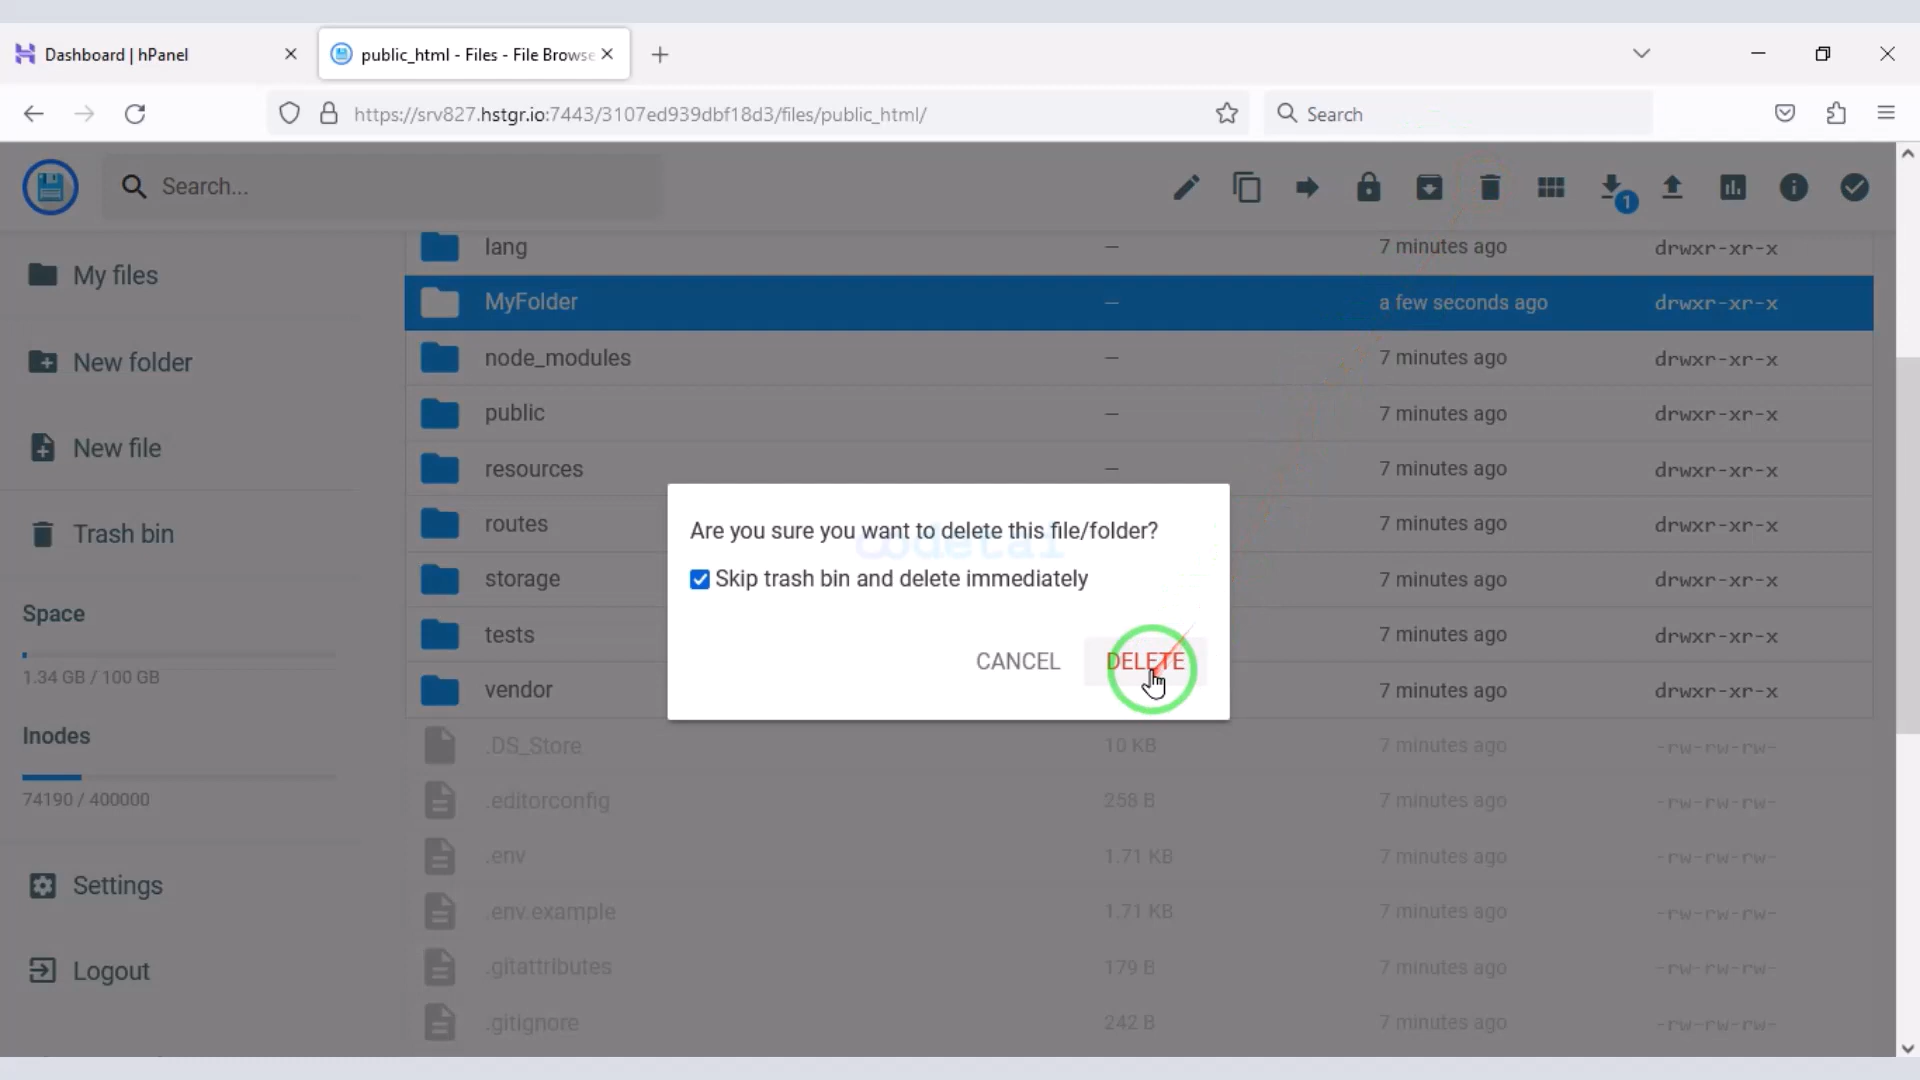 Dashboard | hPanel
public_html - Files - File Browse
https://srv827.hstgr.io:7443/3107ed939dbf18d3/files/public_html/
Search
Search...
1
My files
New folder
New file
Trash bin
Space
1.34 GB / 100 GB
Inodes
74190 / 400000
Settings
Logout
lang — 7 minutes ago drwxr-xr-x
MyFolder — a few seconds ago drwxr-xr-x
node_modules — 7 minutes ago drwxr-xr-x
public — 7 minutes ago drwxr-xr-x
resources — 7 minutes ago drwxr-xr-x
routes 7 minutes ago drwxr-xr-x
storage 7 minutes ago drwxr-xr-x
tests 7 minutes ago drwxr-xr-x
vendor 7 minutes ago drwxr-xr-x
.DS_Store 10 KB 7 minutes ago -rw-rw-rw-
.editorconfig 258 B 7 minutes ago -rw-rw-rw-
.env 1.71 KB 7 minutes ago -rw-rw-rw-
.env.example 1.71 KB 7 minutes ago -rw-rw-rw-
.gitattributes 179 B 7 minutes ago -rw-rw-rw-
.gitignore 242 B 7 minutes ago -rw-rw-rw-
Are you sure you want to delete this file/folder?
Skip trash bin and delete immediately
CANCEL DELETE